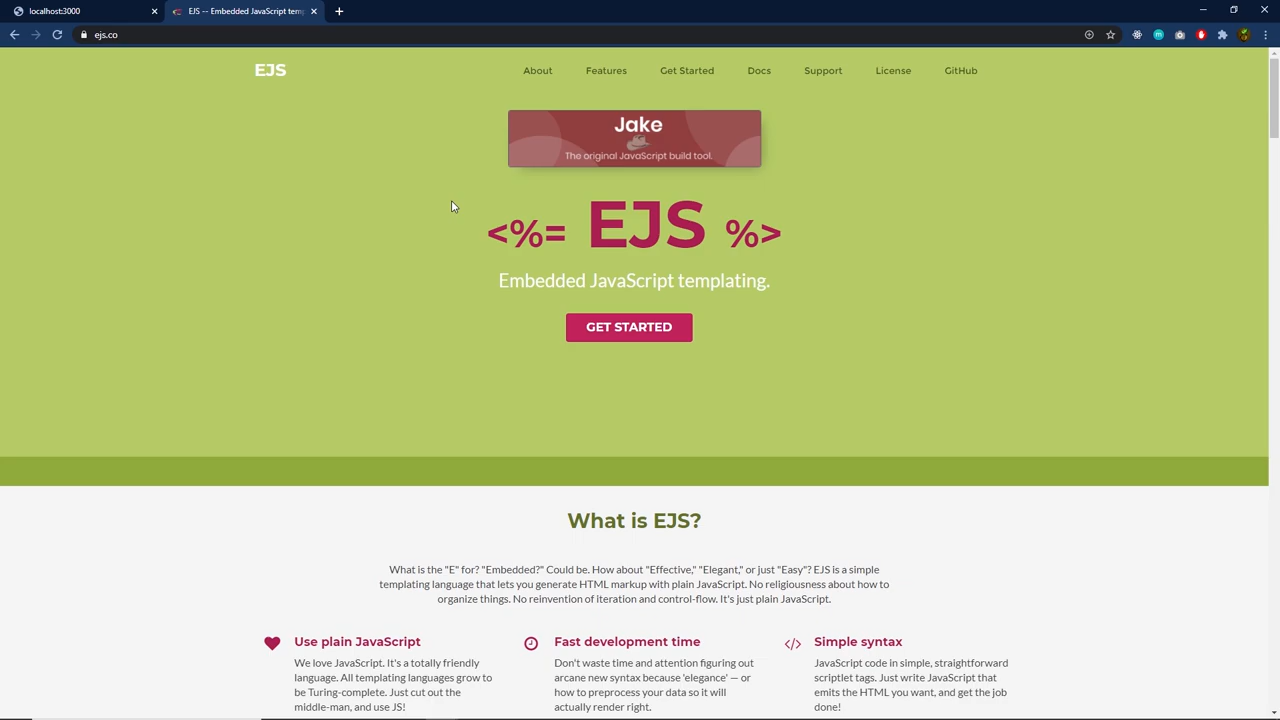 localhost:3000
EJS -- Embedded JavaScript temp
ejs.co
EJS
About
Features
Get Started
Docs
Support
License
GitHub
Jake
The original JavaScript build tool.
<%= EJS %>
Embedded JavaScript templating.
GET STARTED
What is EJS?
What is the "E" for? "Embedded?" Could be. How about "Effective," "Elegant," or just "Easy"? EJS is a simple
templating language that lets you generate HTML markup with plain JavaScript. No religiousness about how to
organize things. No reinvention of iteration and control-flow. It's just plain JavaScript.
Use plain JavaScript
We love JavaScript. It's a totally friendly
language. All templating languages grow to
be Turing-complete. Just cut out the
middle-man, and use JS!
Fast development time
Don't waste time and attention figuring out
arcane new syntax because 'elegance' — or
how to preprocess your data so it will
actually render right.
Simple syntax
JavaScript code in simple, straightforward
scriptlet tags. Just write JavaScript that
emits the HTML you want, and get the job
done!